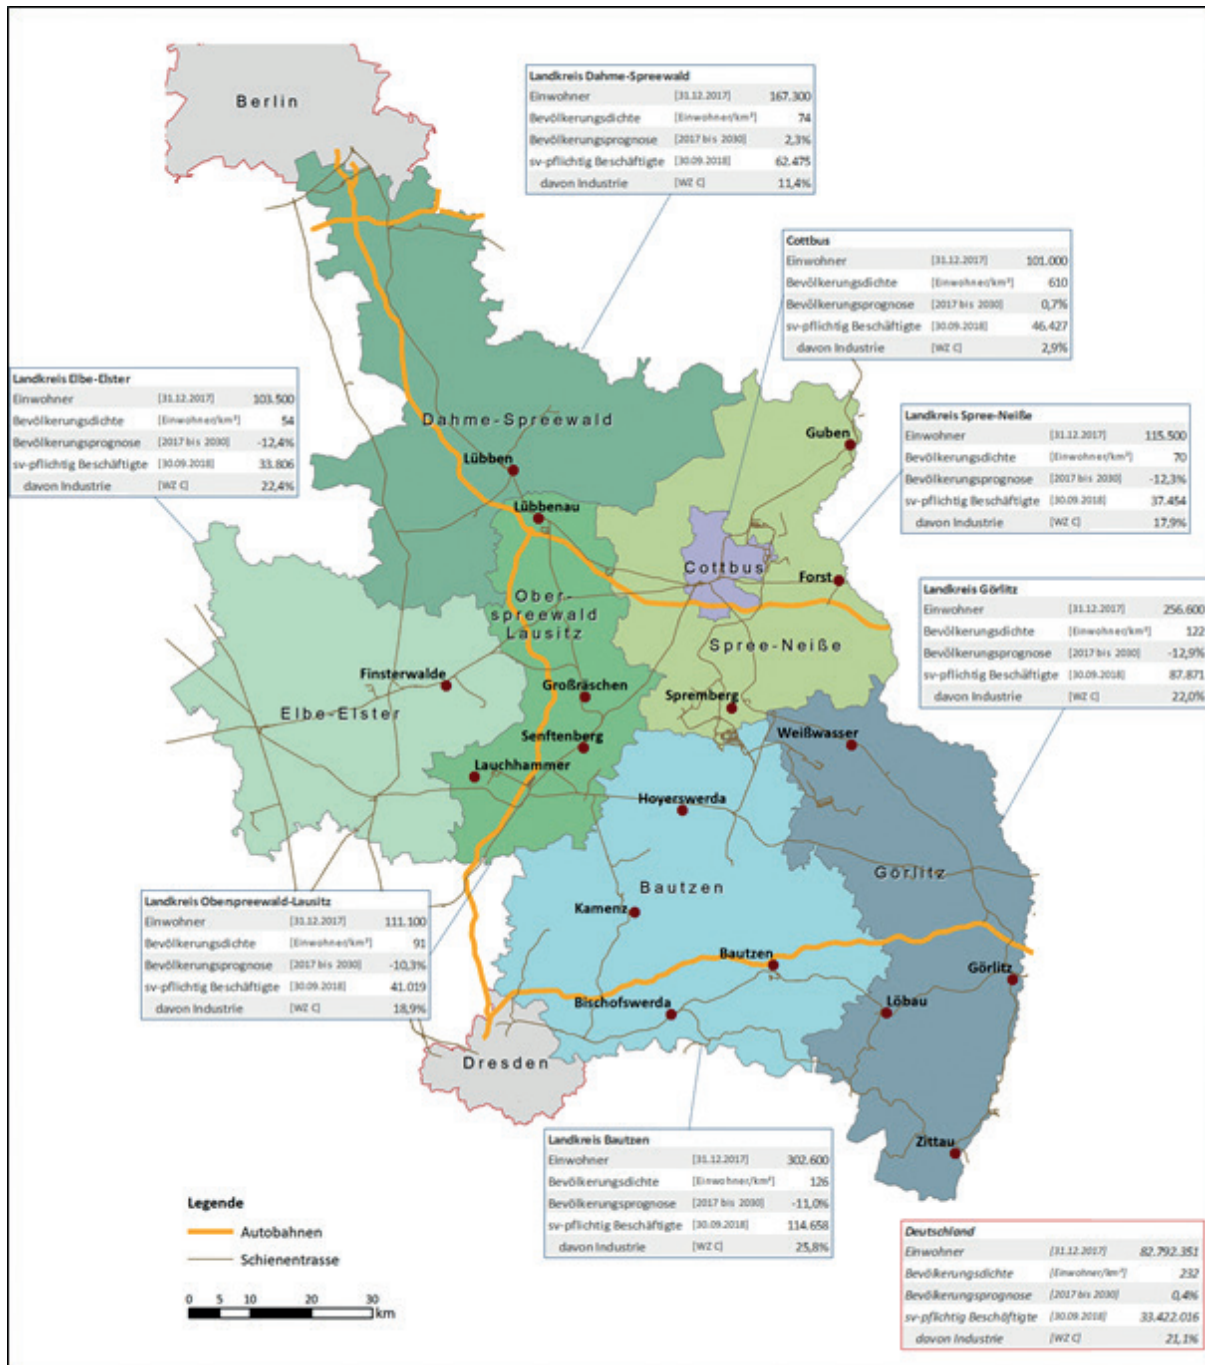 Berlin
Landkreis Dahme-Spreewald
Einwohner [31.12.2017] 167.300
Bevölkerungsdichte [Einwohner/km²] 74
Bevölkerungsprognose [2017 bis 2030] 2,3%
sv-pflichtig Beschäftigte [30.09.2018] 62.475
davon Industrie [WZ C] 11,4%
Cottbus
Einwohner [31.12.2017] 101.000
Bevölkerungsdichte [Einwohner/km²] 610
Bevölkerungsprognose [2017 bis 2030] 0,7%
sv-pflichtig Beschäftigte [30.09.2018] 46.427
davon Industrie [WZ C] 2,9%
Landkreis Elbe-Elster
Einwohner [31.12.2017] 103.500
Bevölkerungsdichte [Einwohner/km²] 54
Bevölkerungsprognose [2017 bis 2030] -12,4%
sv-pflichtig Beschäftigte [30.09.2018] 33.806
davon Industrie [WZ C] 22,4%
Landkreis Spree-Neiße
Einwohner [31.12.2017] 115.500
Bevölkerungsdichte [Einwohner/km²] 70
Bevölkerungsprognose [2017 bis 2030] -12,3%
sv-pflichtig Beschäftigte [30.09.2018] 37.454
davon Industrie [WZ C] 17,9%
Dahme-Spreewald
Guben
Lübben
Lübbenau
Cottbus
Forst
Landkreis Görlitz
Einwohner [31.12.2017] 256.600
Bevölkerungsdichte [Einwohner/km²] 122
Bevölkerungsprognose [2017 bis 2030] -12,9%
sv-pflichtig Beschäftigte [30.09.2018] 87.871
davon Industrie [WZ C] 22,0%
Ober-
spreewald
Lausitz
Spree-Neiße
Finsterwalde
Großräschen
Spremberg
Elbe-Elster
Senftenberg
Weißwasser
Lauchhammer
Hoyerswerda
Görlitz
Bautzen
Kamenz
Landkreis Oberspreewald-Lausitz
Einwohner [31.12.2017] 111.100
Bevölkerungsdichte [Einwohner/km²] 91
Bevölkerungsprognose [2017 bis 2030] -10,3%
sv-pflichtig Beschäftigte [30.09.2018] 41.019
davon Industrie [WZ C] 18,9%
Bautzen
Görlitz
Bischofswerda
Löbau
Dresden
Zittau
Landkreis Bautzen
Einwohner [31.12.2017] 302.600
Bevölkerungsdichte [Einwohner/km²] 126
Bevölkerungsprognose [2017 bis 2030] -11,0%
sv-pflichtig Beschäftigte [30.09.2018] 114.658
davon Industrie [WZ C] 25,8%
Legende
Autobahnen
Schienentrasse
0 5 10 20 30
km
Deutschland
Einwohner [31.12.2017] 82.792.351
Bevölkerungsdichte [Einwohner/km²] 232
Bevölkerungsprognose [2017 bis 2030] 0,4%
sv-pflichtig Beschäftigte [30.09.2018] 33.422.016
davon Industrie [WZ C] 21,1%